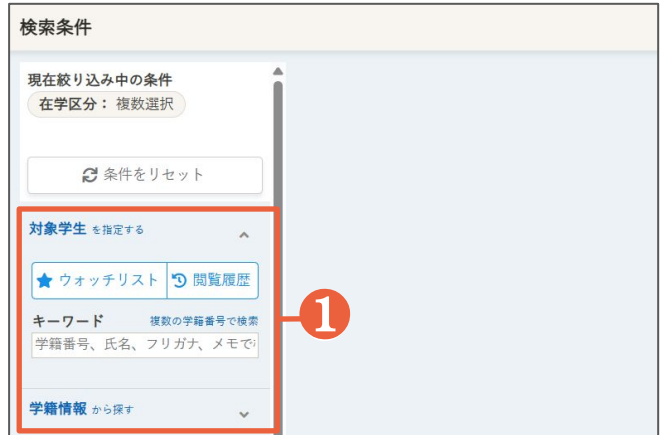 検索条件
現在絞り込み中の条件
在学区分： 複数選択
条件をリセット
対象学生 を指定する
ウォッチリスト 閲覧履歴
1
キーワード 複数の学籍番号で検索
学籍番号、氏名、フリガナ、メモで
学籍情報 から探す